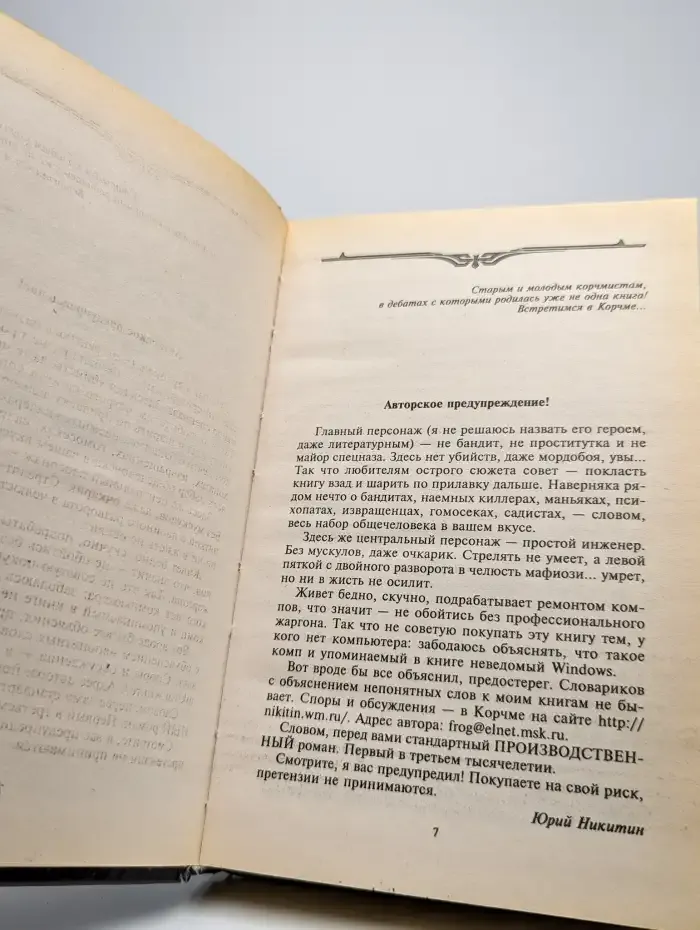 Старым и молодым корчмистам,
в дебатах с которыми родилась уже не одна книга!
Встретимся в Корчме...
Авторское предупреждение!
Главный персонаж (я не решаюсь назвать его героем,
даже литературным) — не бандит, не проститутка и не
майор спецназа. Здесь нет убийств, даже мордобоя, увы...
Так что любителям острого сюжета совет — покласть
книгу взад и шарить по прилавку дальше. Наверняка ря-
дом нечто о бандитах, наемных киллерах, маньяках, пси-
хопатах, извращенцах, гомосеках, садистах, — словом,
весь набор общечеловека в вашем вкусе.
Здесь же центральный персонаж — простой инженер.
Без мускулов, даже очкарик. Стрелять не умеет, а левой
пяткой с двойного разворота в челюсть мафиози... умрет,
но ни в жисть не осилит.
Живет бедно, скучно, подрабатывает ремонтом ком-
пов, что значит — не обойтись без профессионального
жаргона. Так что не советую покупать эту книгу тем, у
кого нет компьютера: заботаюсь объяснять, что такое
комп и упоминаемый в книге неведомый Windows.
Вот вроде бы все объяснил, предостерег. Словариков
с объяснением непонятных слов к моим книгам не бы-
вает. Споры и обсуждения — в Корчме на сайте http://
nikitin.wm.ru/. Адрес автора: frog@elnet.msk.ru.
Словом, перед вами стандартный ПРОИЗВОДСТВЕН-
НЫЙ роман. Первый в третьем тысячелетии.
Смотрите, я вас предупредил! Покупаете на свой риск,
претензии не принимаются.
Юрий Никитин
7